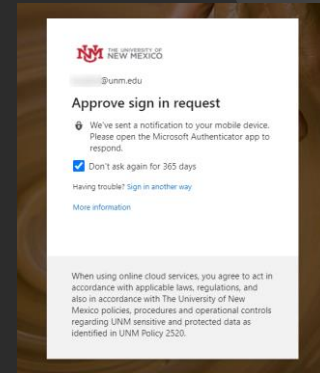 UNM THE UNIVERSITY OF
NEW MEXICO
@unm.edu
Approve sign in request
We've sent a notification to your mobile device.
Please open the Microsoft Authenticator app to
respond.
Don't ask again for 365 days
Having trouble? Sign in another way
More information
When using online cloud services, you agree to act in
accordance with applicable laws, regulations, and
also in accordance with The University of New
Mexico policies, procedures and operational controls
regarding UNM sensitive and protected data as
identified in UNM Policy 2520.